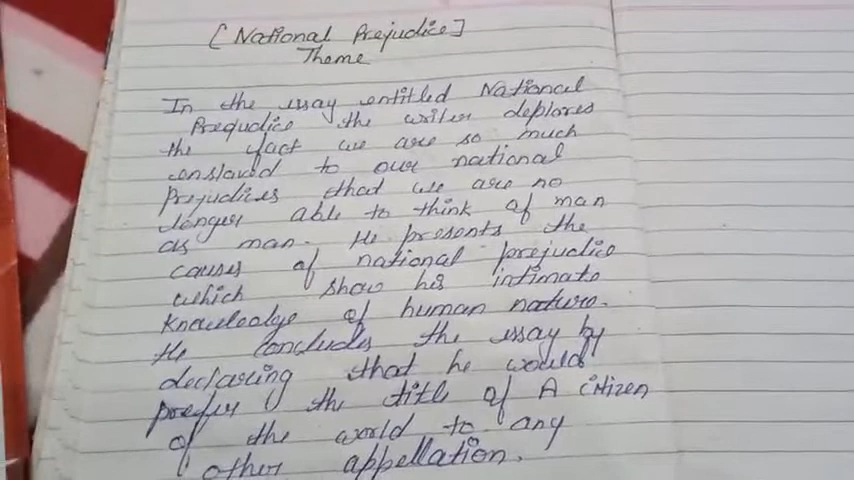 [National Prejudice]
Theme
In the essay entitled National
Prequdice the writer deplores
the fact we are so much
enslaved to our national
Prejudices that we are no
longer able to think of man
as man. He presents the
causes of national prejudice
which show his intimate
knowledge of human nature.
He concludes the essay by
declaring that he would
prefer the title of A citizen
of the world to any
other appellation.